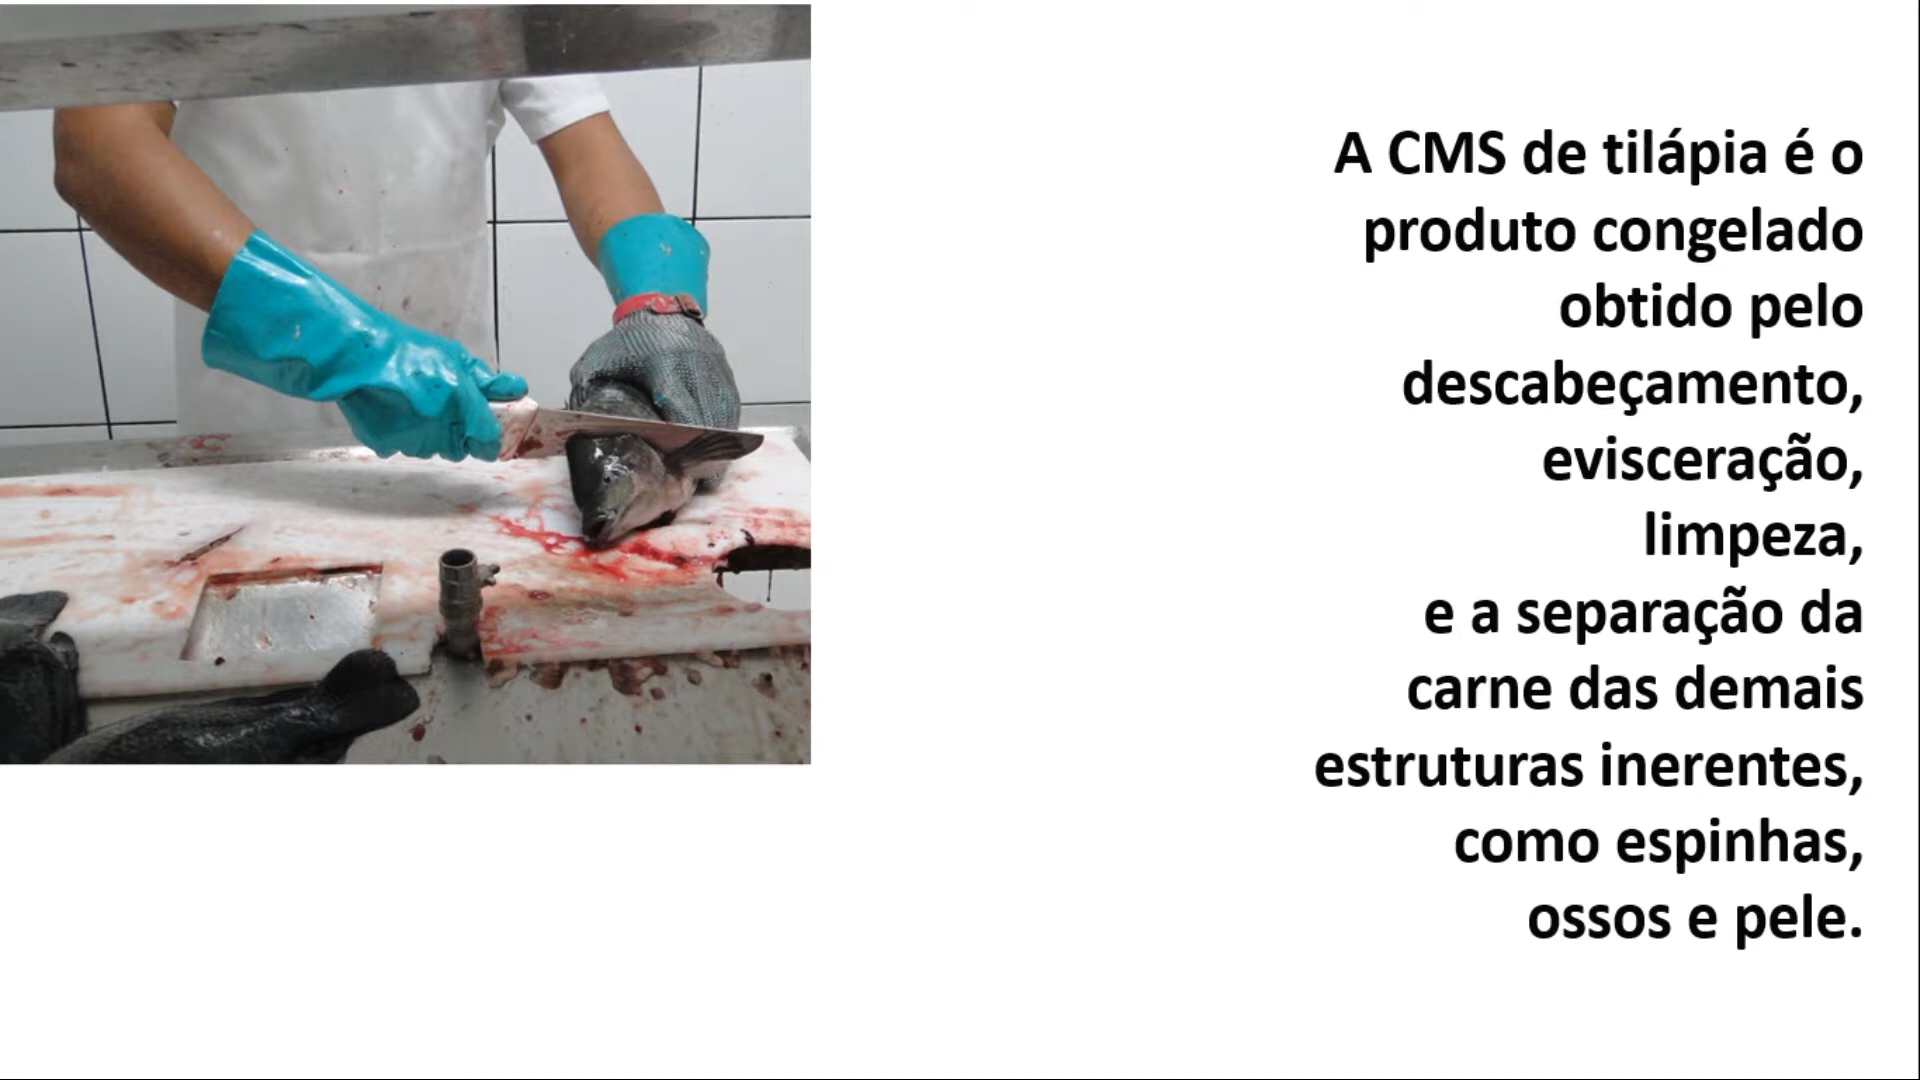 A CMS de tilápia é o
produto congelado
obtido pelo
descabeçamento,
evisceração,
limpeza,
e a separação da
carne das demais
estruturas inerentes,
como espinhas,
ossos e pele.